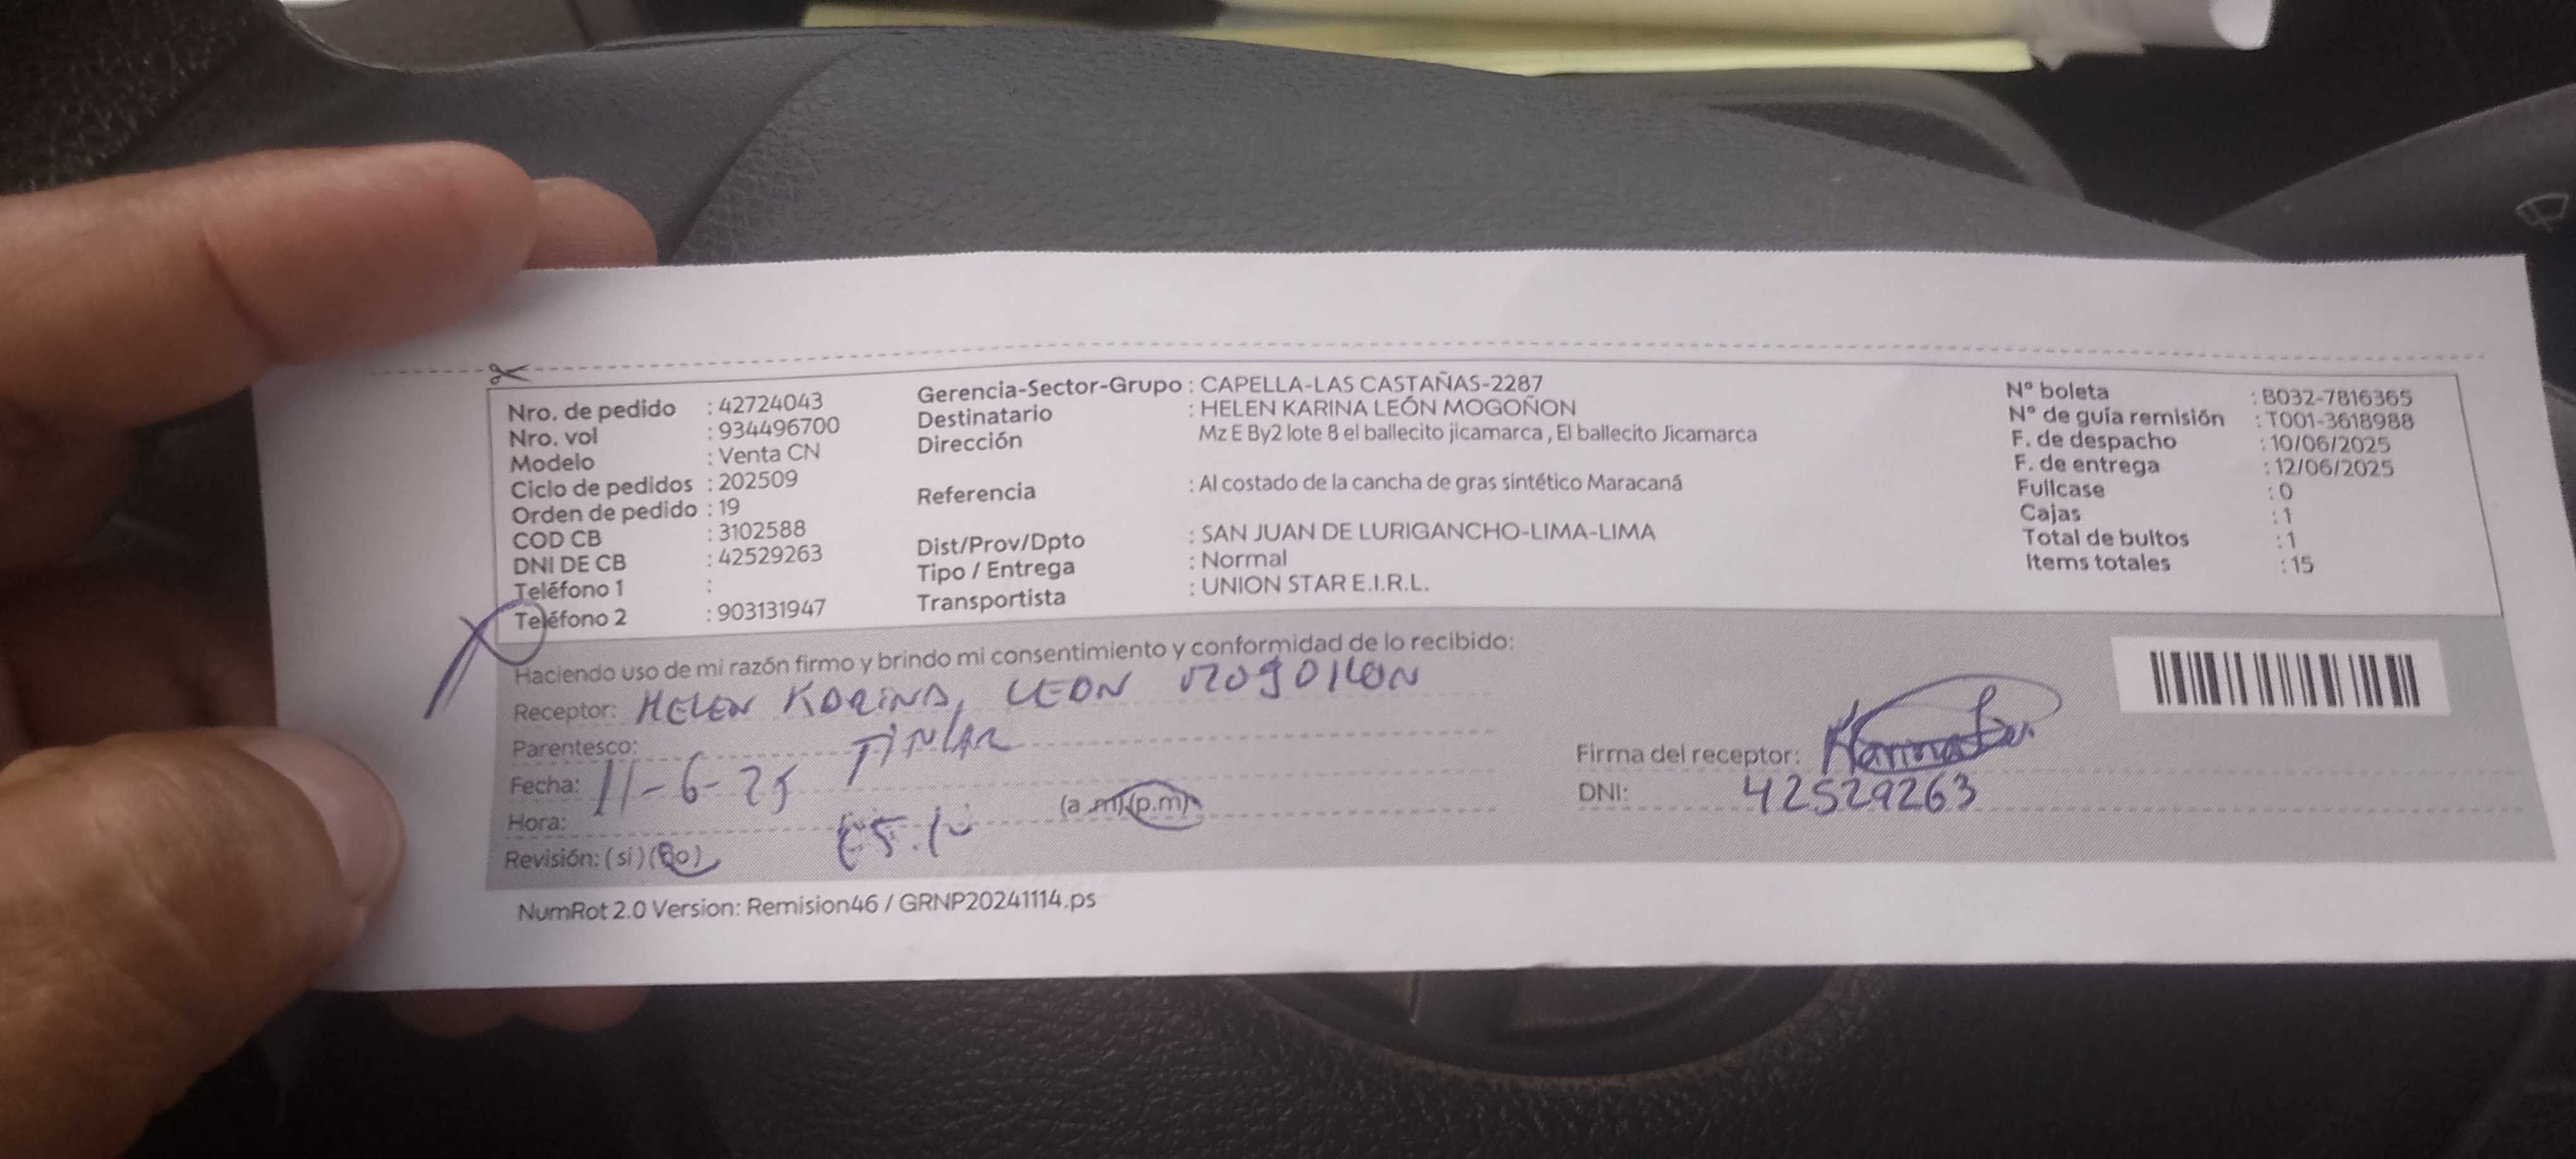 Nro. de pedido : 42724043
Nro. vol : 934496700
Modelo : Venta CN
Ciclo de pedidos : 202509
Orden de pedido : 19
COD CB : 3102588
DNI DE CB : 42529263
Teléfono 1 :
Teléfono 2 : 903131947
Gerencia-Sector-Grupo : CAPELLA-LAS CASTAÑAS-2287
Destinatario : HELEN KARINA LEÓN MOGOÑON
Dirección Mz E By2 lote 8 el ballecito jicamarca , El ballecito Jicamarca
Referencia : Al costado de la cancha de gras sintético Maracaná
Dist/Prov/Dpto : SAN JUAN DE LURIGANCHO-LIMA-LIMA
Tipo / Entrega : Normal
Transportista : UNION STAR E.I.R.L.
N° boleta : B032-7816365
N° de guía remisión : T001-3618988
F. de despacho : 10/06/2025
F. de entrega : 12/06/2025
Fullcase : 0
Cajas : 1
Total de bultos : 1
Items totales : 15
Haciendo uso de mi razón firmo y brindo mi consentimiento y conformidad de lo recibido:
Receptor: HELEN KARINA, LEON
Parentesco: TITULAR
Fecha: 11-6-25
Hora: (a.m)(p.m)
Revisión: (si) (no)
Firma del receptor:
DNI: 42529263
NumRot 2.0 Version: Remision46 / GRNP20241114.ps